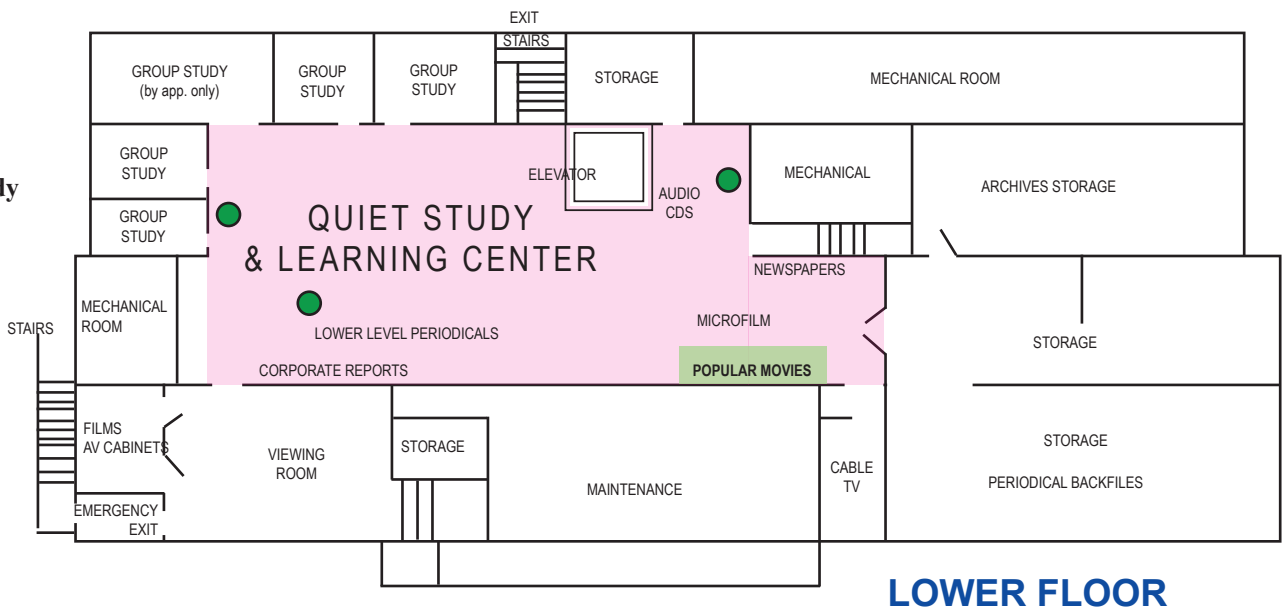 EXIT
STAIRS
GROUP STUDY
(by app. only)
GROUP
STUDY
GROUP
STUDY
STORAGE
MECHANICAL ROOM
GROUP
STUDY
dy
GROUP
STUDY
ELEVATOR
AUDIO
CDS
MECHANICAL
ARCHIVES STORAGE
QUIET STUDY
& LEARNING CENTER
NEWSPAPERS
MECHANICAL
ROOM
STAIRS
LOWER LEVEL PERIODICALS
MICROFILM
STORAGE
CORPORATE REPORTS
POPULAR MOVIES
FILMS
AV CABINETS
VIEWING
ROOM
STORAGE
MAINTENANCE
CABLE
TV
STORAGE
PERIODICAL BACKFILES
EMERGENCY
EXIT
LOWER FLOOR